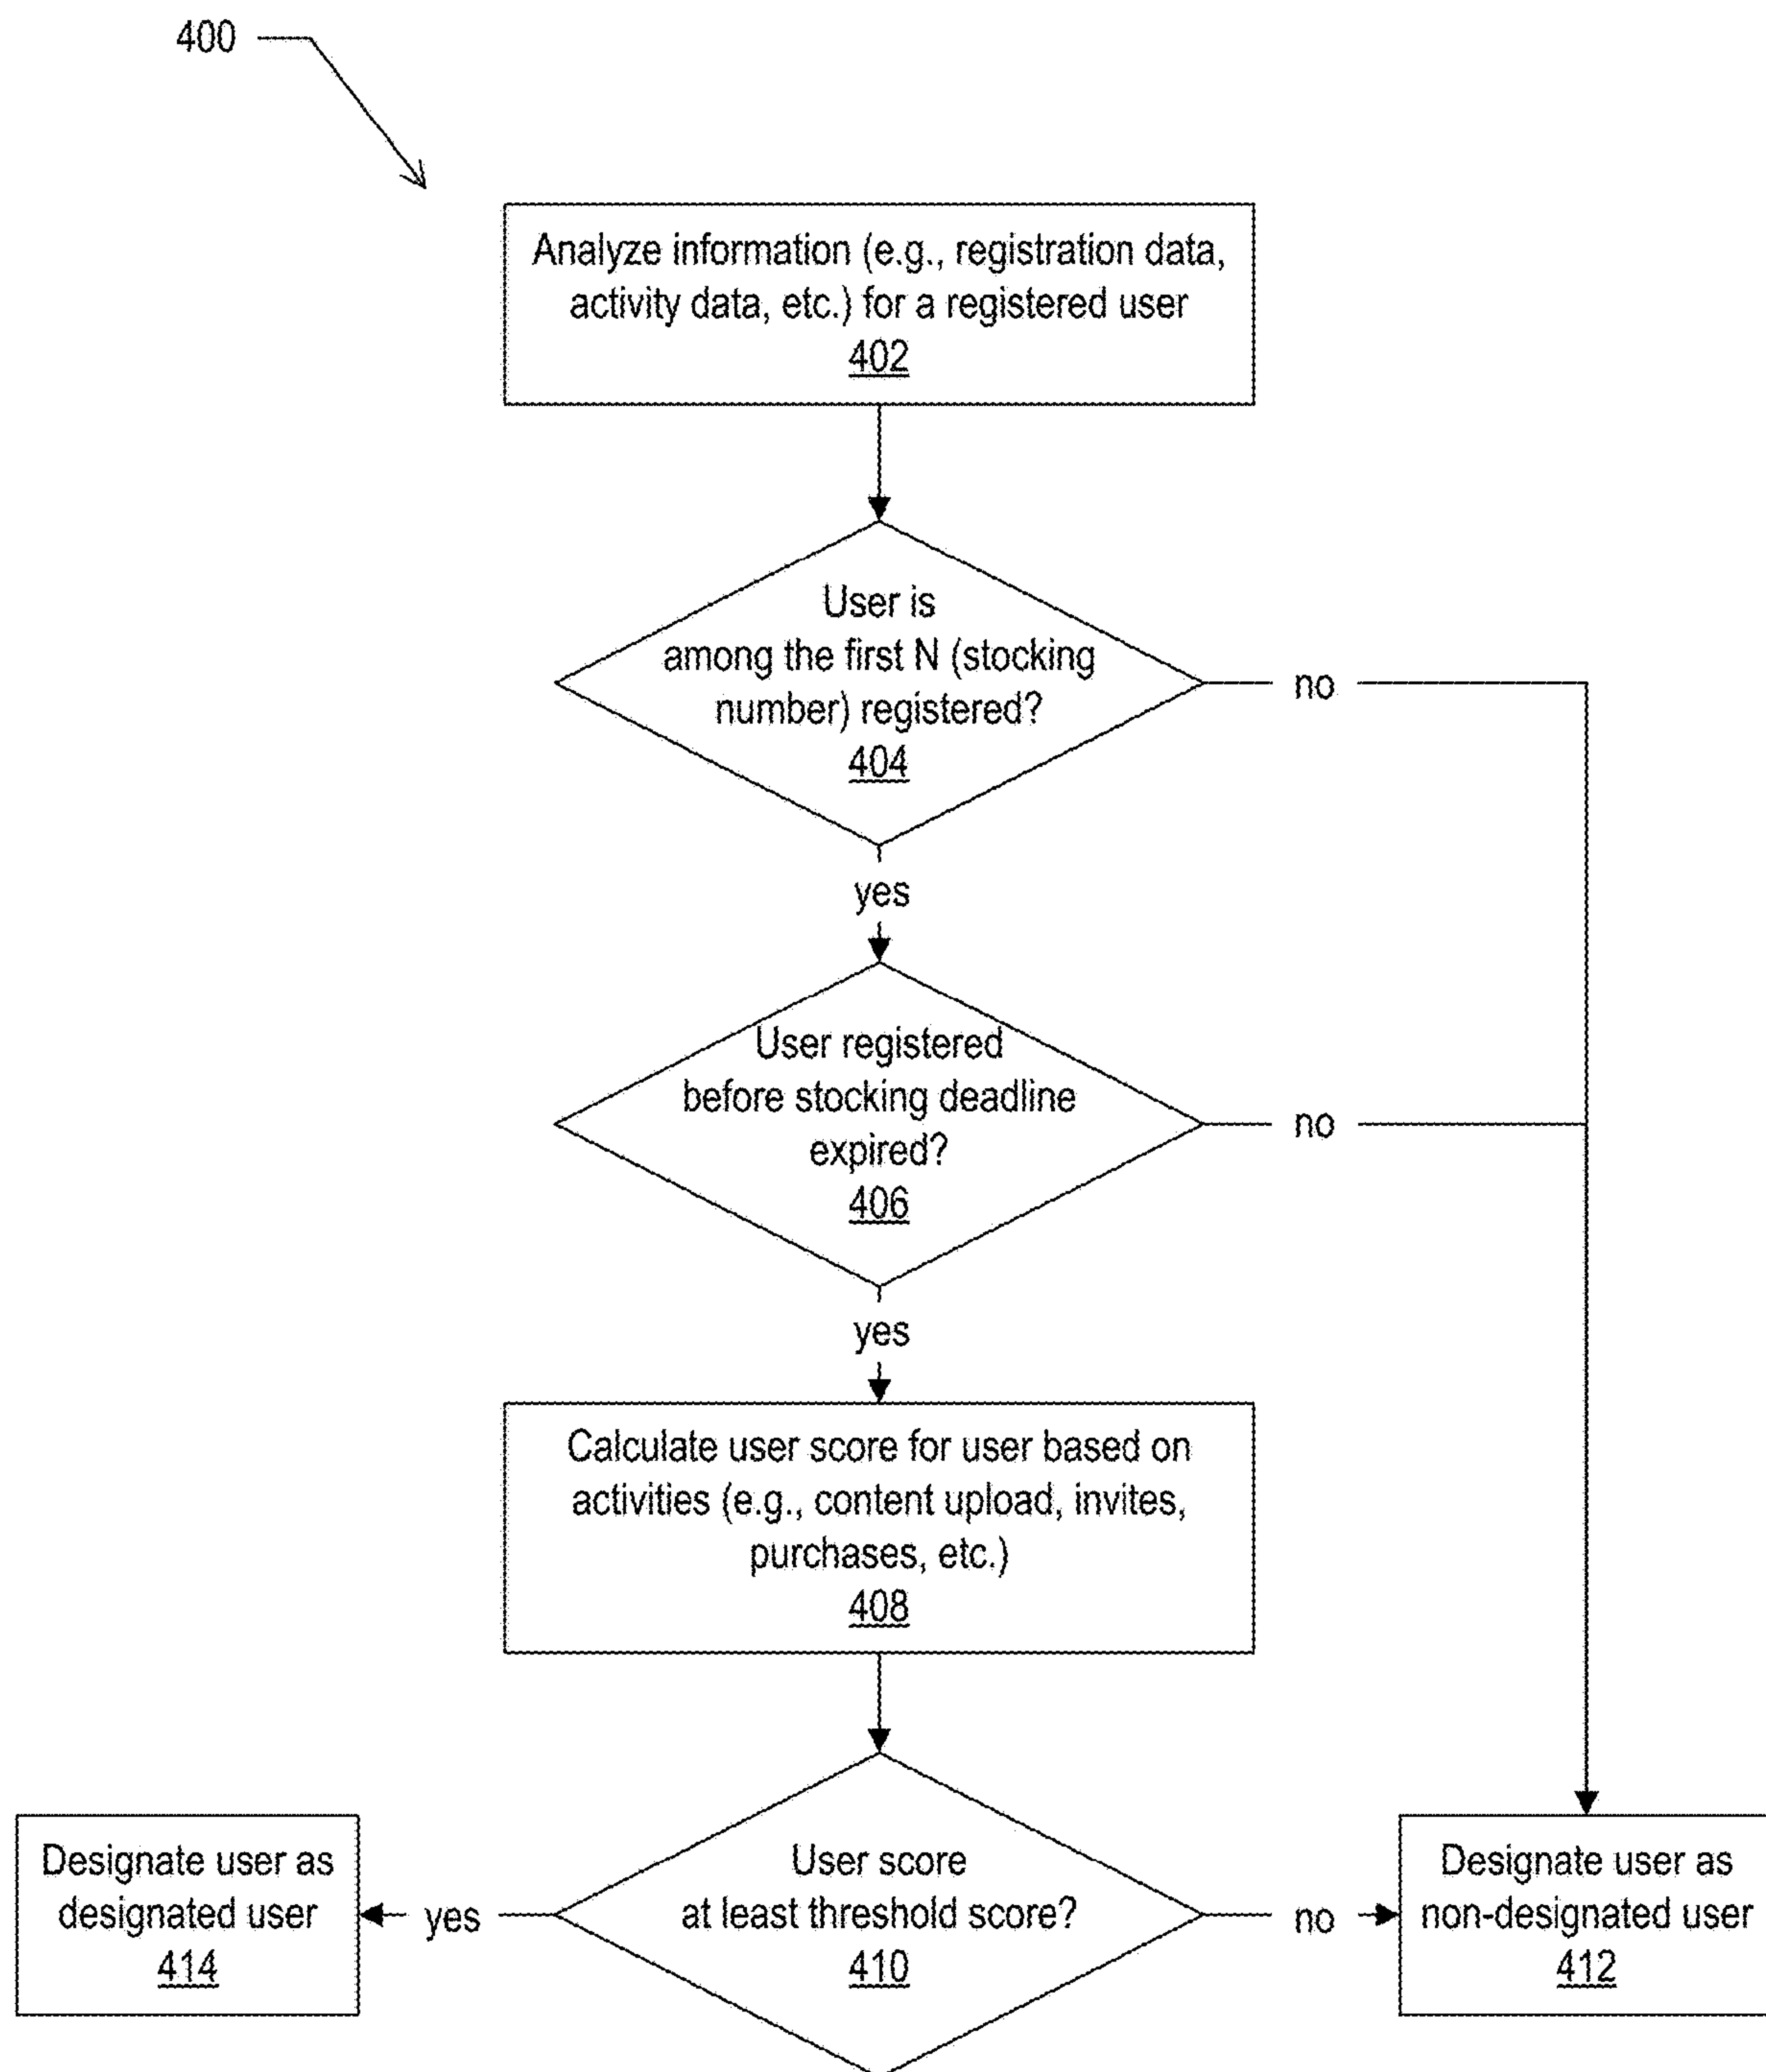 400
Analyze information (e.g., registration data,
activity data, etc.) for a registered user
402
User is
among the first N (stocking
number) registered?
404
no
yes
User registered
before stocking deadline
expired?
406
no
yes
Calculate user score for user based on
activities (e.g., content upload, invites,
purchases, etc.)
408
Designate user as
designated user
414
yes
User score
at least threshold score?
410
no
Designate user as
non-designated user
412